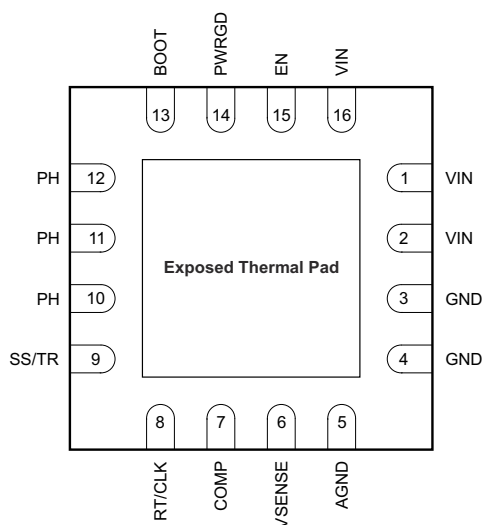 BOOT
PWRGD
EN
VIN
13
14
15
16
PH 12
1 VIN
PH 11
2 VIN
Exposed Thermal Pad
PH 10
3 GND
SS/TR 9
4 GND
8
7
6
5
RT/CLK
COMP
VSENSE
AGND